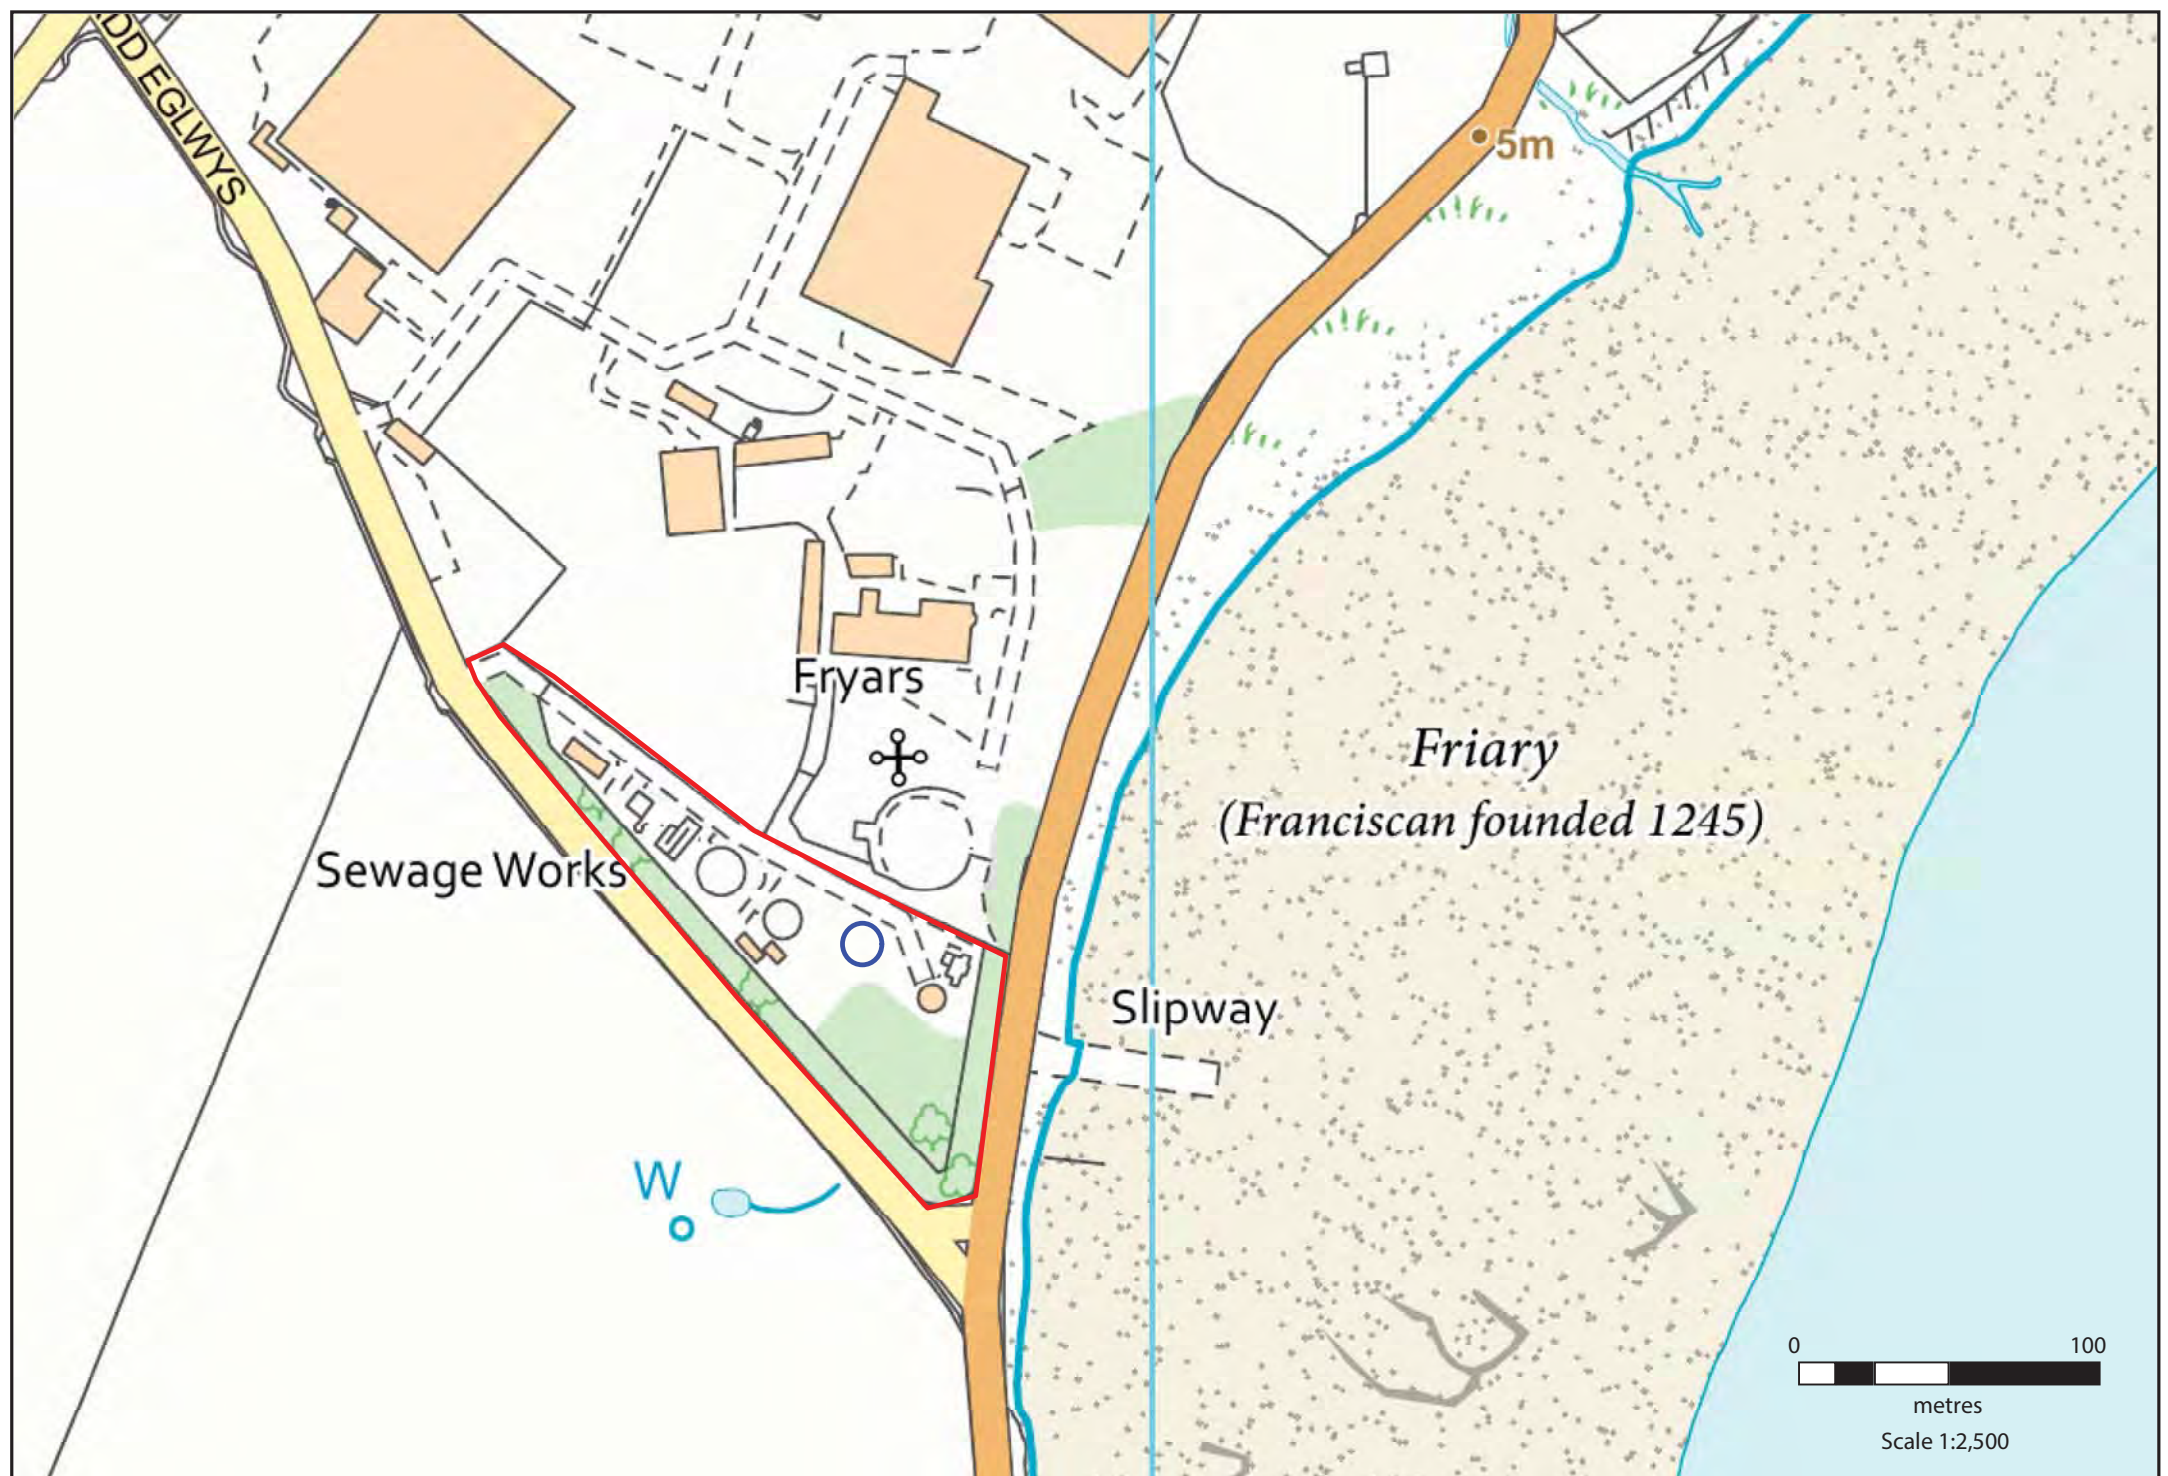 DD EGLWYS
5m
Fryars
Friary
(Franciscan founded 1245)
Sewage Works
Slipway
W
0 100
metres
Scale 1:2,500